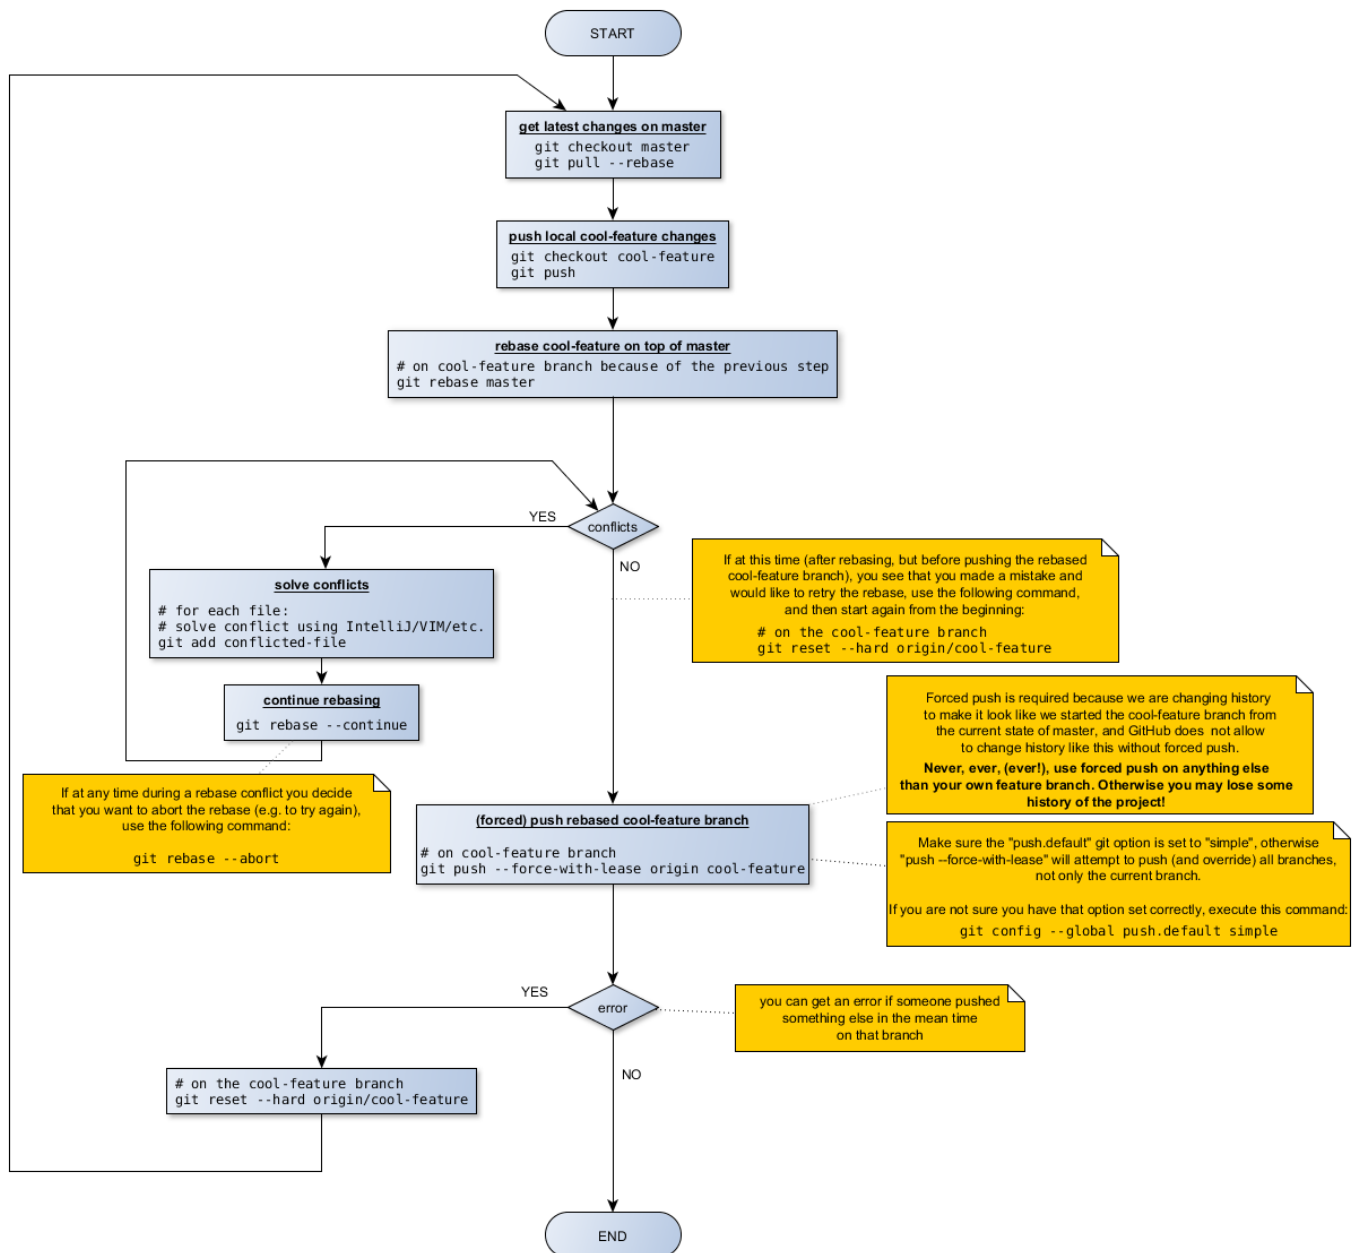 START
get latest changes on master
git checkout master
git pull --rebase
push local cool-feature changes
git checkout cool-feature
git push
rebase cool-feature on top of master
# on cool-feature branch because of the previous step
git rebase master
conflicts
YES
NO
solve conflicts
# for each file:
# solve conflict using IntelliJ/VIM/etc.
git add conflicted-file
continue rebasing
git rebase --continue
If at any time during a rebase conflict you decide
that you want to abort the rebase (e.g. to try again),
use the following command:
git rebase --abort
If at this time (after rebasing, but before pushing the rebased
cool-feature branch), you see that you made a mistake and
would like to retry the rebase, use the following command,
and then start again from the beginning:
# on the cool-feature branch
git reset --hard origin/cool-feature
Forced push is required because we are changing history
to make it look like we started the cool-feature branch from
the current state of master, and GitHub does not allow
to change history like this without forced push.
Never, ever, (ever!), use forced push on anything else
than your own feature branch. Otherwise you may lose some
history of the project!
(forced) push rebased cool-feature branch
# on cool-feature branch
git push --force-with-lease origin cool-feature
Make sure the "push.default" git option is set to "simple", otherwise
"push --force-with-lease" will attempt to push (and override) all branches,
not only the current branch.
If you are not sure you have that option set correctly, execute this command:
git config --global push.default simple
error
YES
NO
you can get an error if someone pushed
something else in the mean time
on that branch
# on the cool-feature branch
git reset --hard origin/cool-feature
END